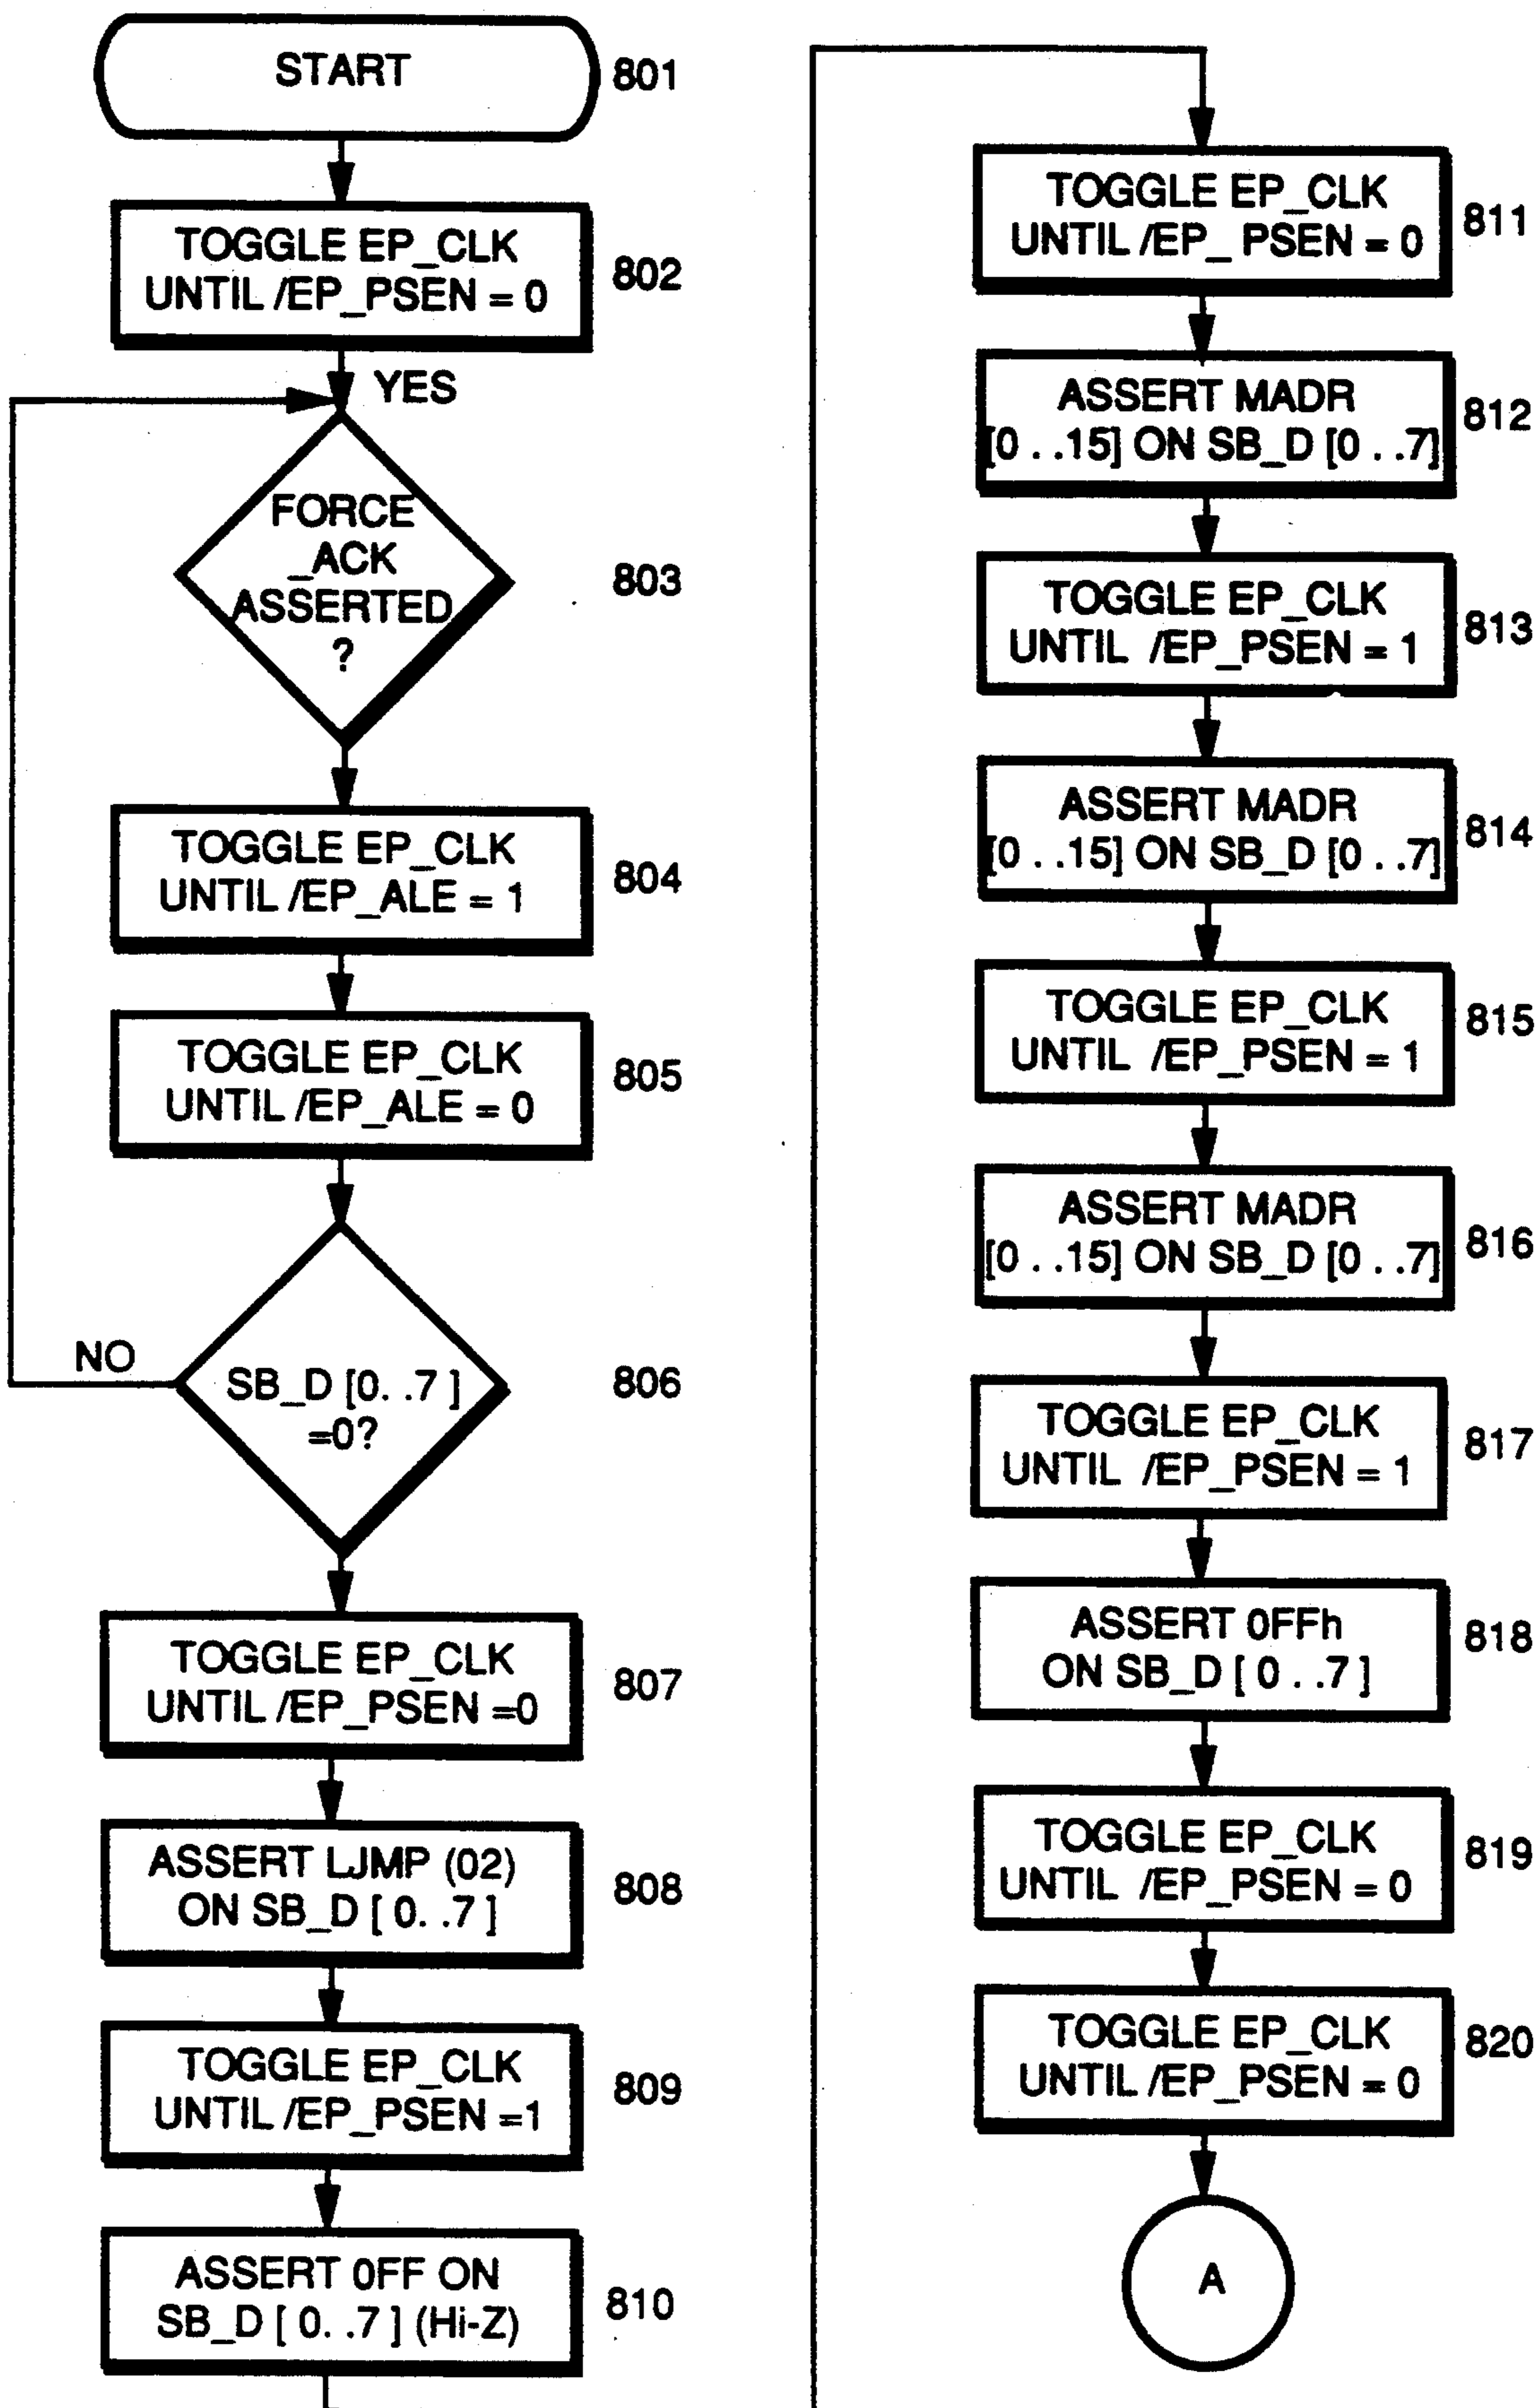 START
801
TOGGLE EP_CLK
UNTIL /EP_PSEN = 0
802
YES
FORCE
_ACK
ASSERTED
?
803
TOGGLE EP_CLK
UNTIL /EP_ALE = 1
804
TOGGLE EP_CLK
UNTIL /EP_ALE = 0
805
NO
SB_D [0. .7 ]
=0?
806
TOGGLE EP_CLK
UNTIL /EP_PSEN =0
807
ASSERT LJMP (02)
ON SB_D [ 0. .7 ]
808
TOGGLE EP_CLK
UNTIL /EP_PSEN =1
809
ASSERT 0FF ON
SB_D [ 0. .7 ] (Hi-Z)
810
TOGGLE EP_CLK
UNTIL /EP_ PSEN = 0
811
ASSERT MADR
[0 . .15] ON SB_D [0 . .7]
812
TOGGLE EP_CLK
UNTIL /EP_PSEN = 1
813
ASSERT MADR
[0 . .15] ON SB_D [0 . .7]
814
TOGGLE EP_CLK
UNTIL /EP_PSEN = 1
815
ASSERT MADR
[0 . .15] ON SB_D [0 . .7]
816
TOGGLE EP_CLK
UNTIL /EP_PSEN = 1
817
ASSERT 0FFh
ON SB_D [ 0 . .7 ]
818
TOGGLE EP_CLK
UNTIL /EP_PSEN = 0
819
TOGGLE EP_CLK
UNTIL /EP_PSEN = 0
820
A